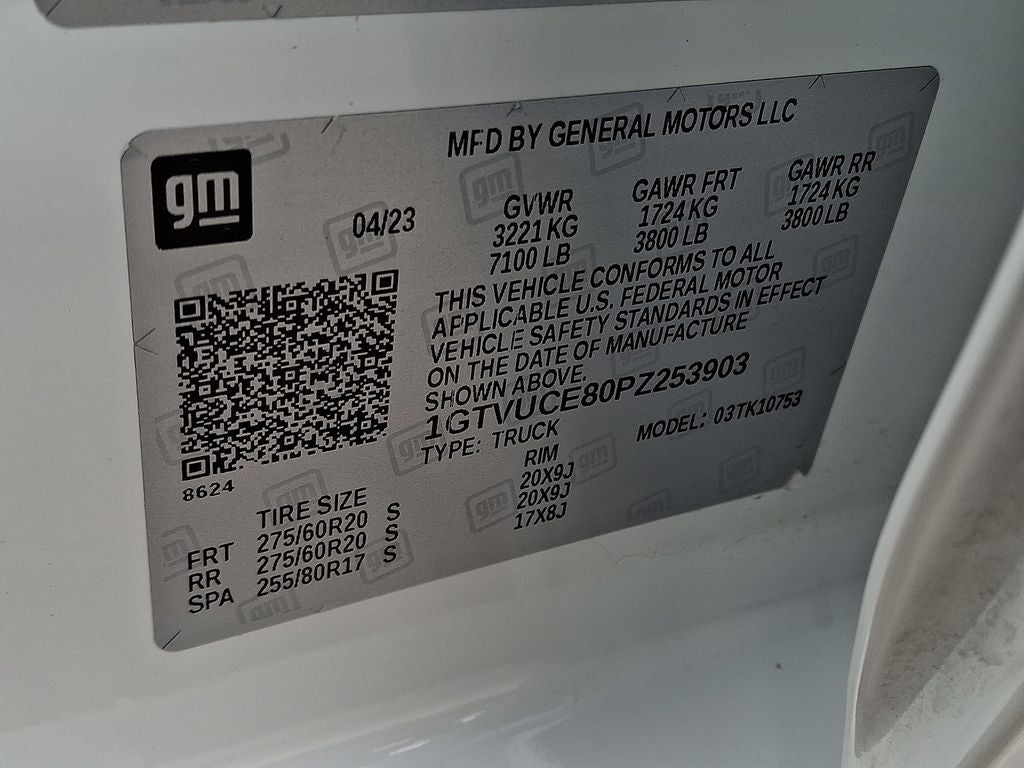 gm
MFD BY GENERAL MOTORS LLC
04/23
GVWR GAWR FRT GAWR RR
3221 KG 1724 KG 1724 KG
7100 LB 3800 LB 3800 LB
THIS VEHICLE CONFORMS TO ALL
APPLICABLE U.S. FEDERAL MOTOR
VEHICLE SAFETY STANDARDS IN EFFECT
ON THE DATE OF MANUFACTURE
SHOWN ABOVE.
1GTVUCE80PZ253903
TYPE: TRUCK MODEL: 03TK10753
8624
TIRE SIZE RIM
FRT 275/60R20 S 20X9J
RR 275/60R20 S 20X9J
SPA 255/80R17 S 17X8J